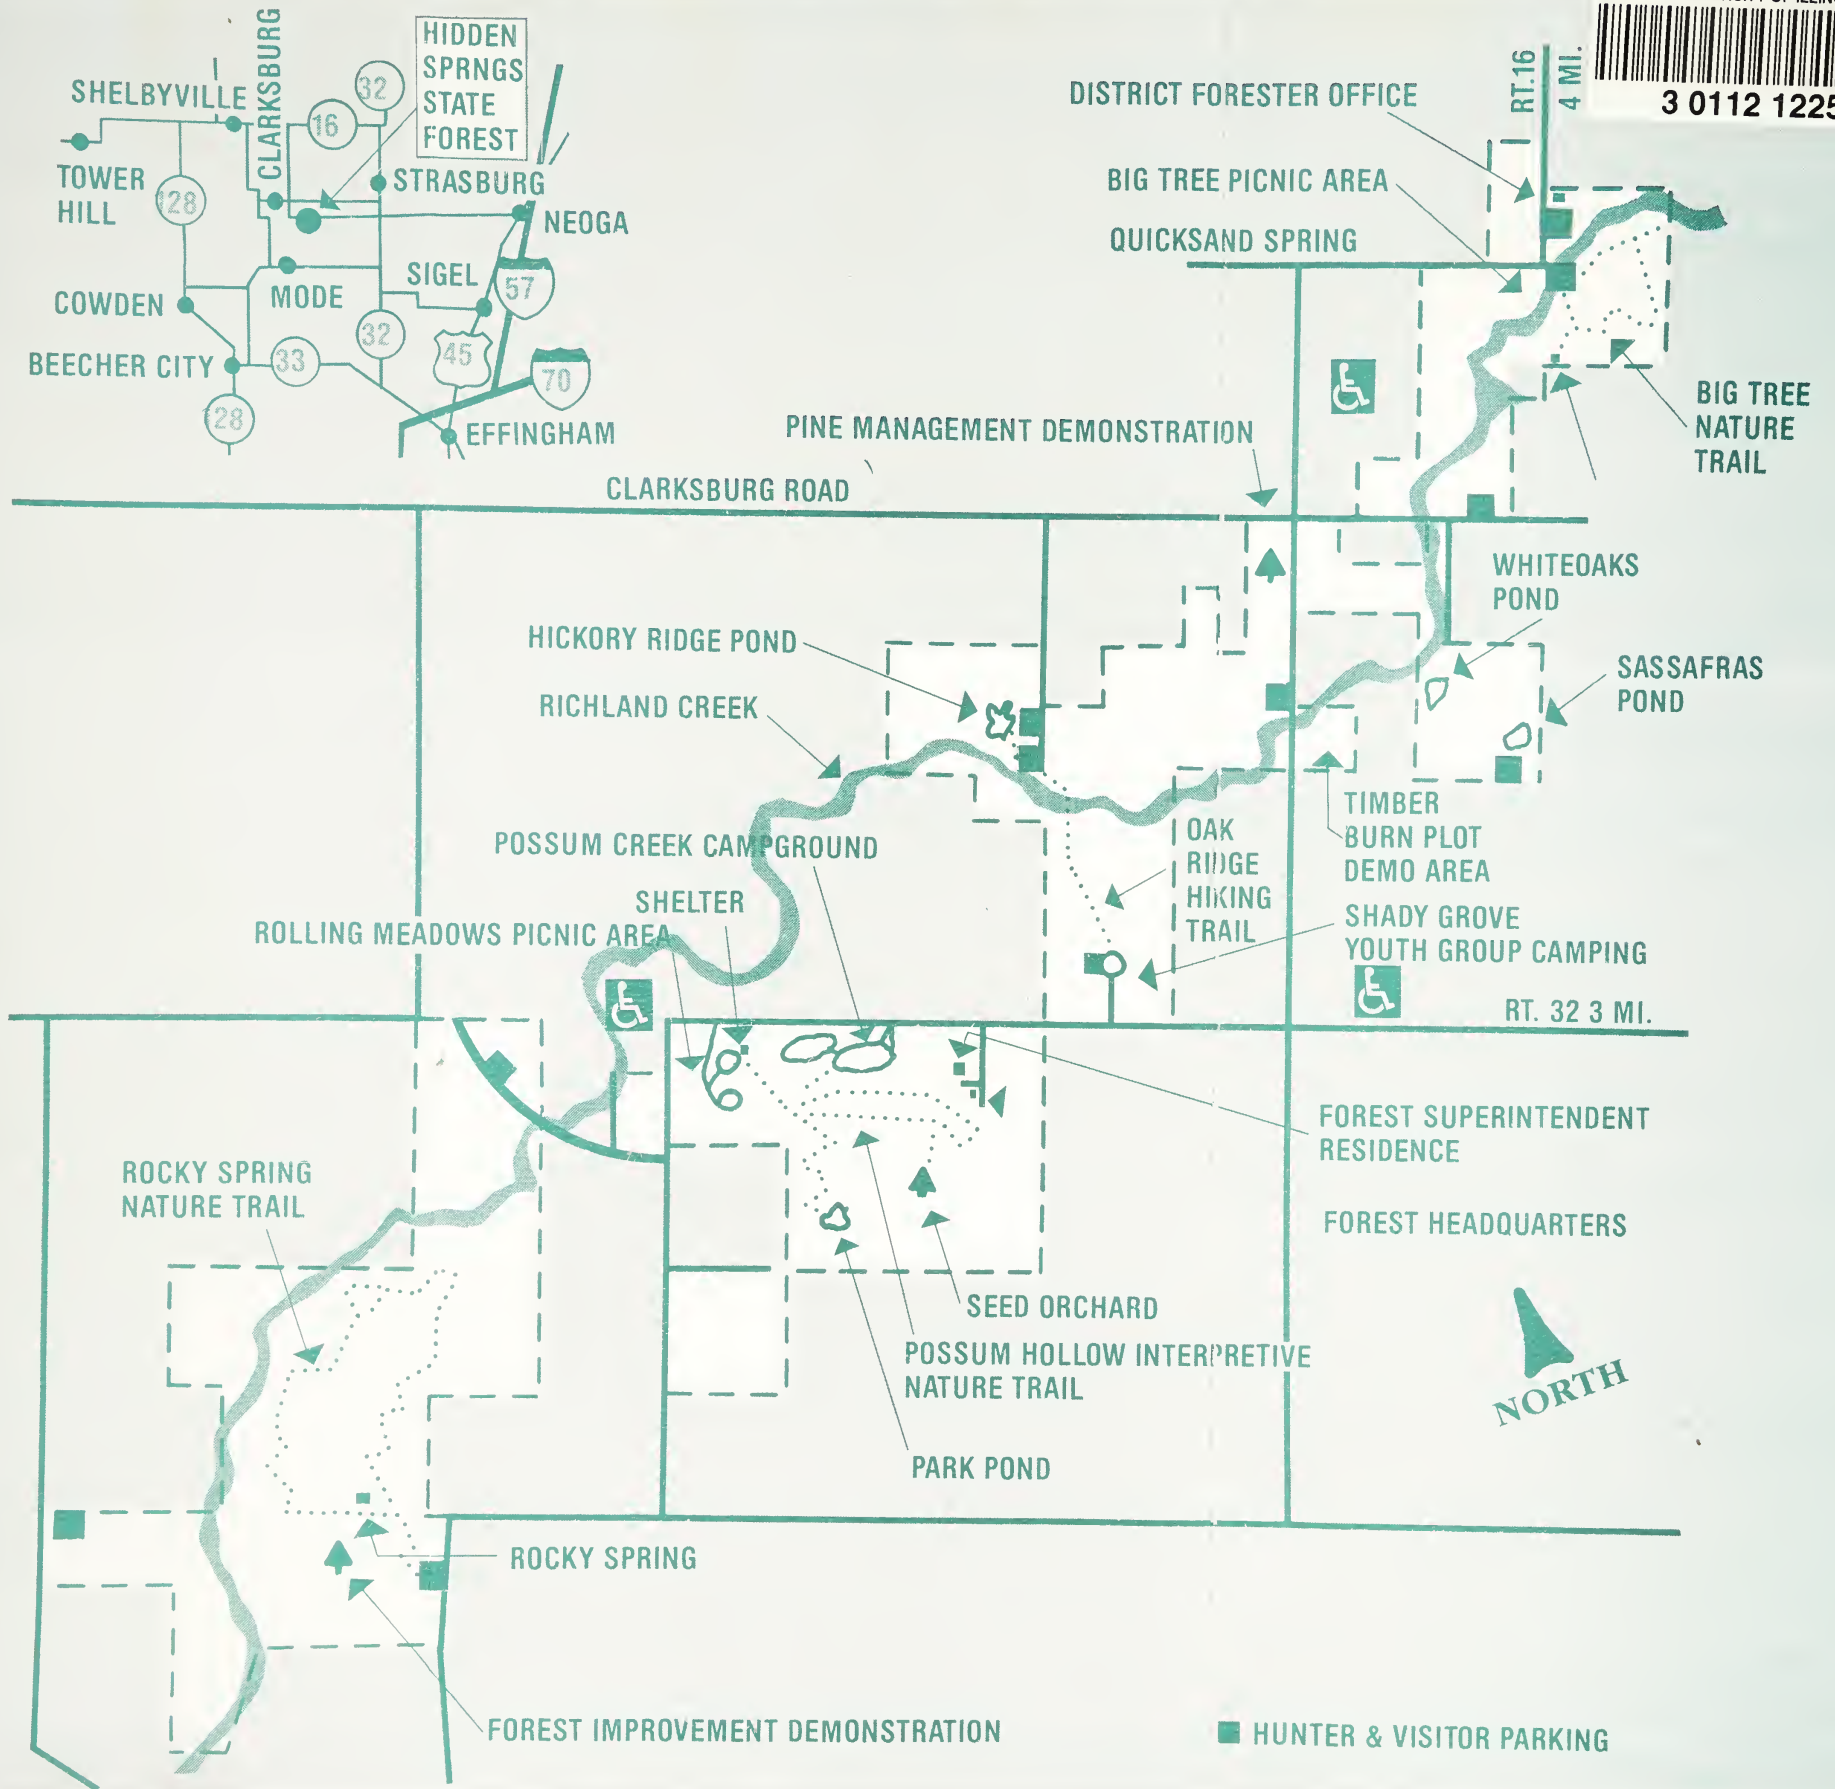 3 0112 1225
HIDDEN
SPRNGS
STATE
FOREST
CLARKSBURG
SHELBYVILLE
32
16
TOWER
HILL
128
STRASBURG
NEOGA
SIGEL
57
COWDEN
MODE
32
45
BEECHER CITY
33
70
128
EFFINGHAM
RT.16
4 MI.
DISTRICT FORESTER OFFICE
BIG TREE PICNIC AREA
QUICKSAND SPRING
BIG TREE
NATURE
TRAIL
PINE MANAGEMENT DEMONSTRATION
CLARKSBURG ROAD
WHITEOAKS
POND
HICKORY RIDGE POND
SASSAFRAS
POND
RICHLAND CREEK
TIMBER
BURN PLOT
DEMO AREA
OAK
RIDGE
HIKING
TRAIL
POSSUM CREEK CAMPGROUND
SHELTER
ROLLING MEADOWS PICNIC AREA
SHADY GROVE
YOUTH GROUP CAMPING
RT. 32 3 MI.
FOREST SUPERINTENDENT
RESIDENCE
ROCKY SPRING
NATURE TRAIL
FOREST HEADQUARTERS
SEED ORCHARD
POSSUM HOLLOW INTERPRETIVE
NATURE TRAIL
NORTH
PARK POND
ROCKY SPRING
FOREST IMPROVEMENT DEMONSTRATION
HUNTER & VISITOR PARKING